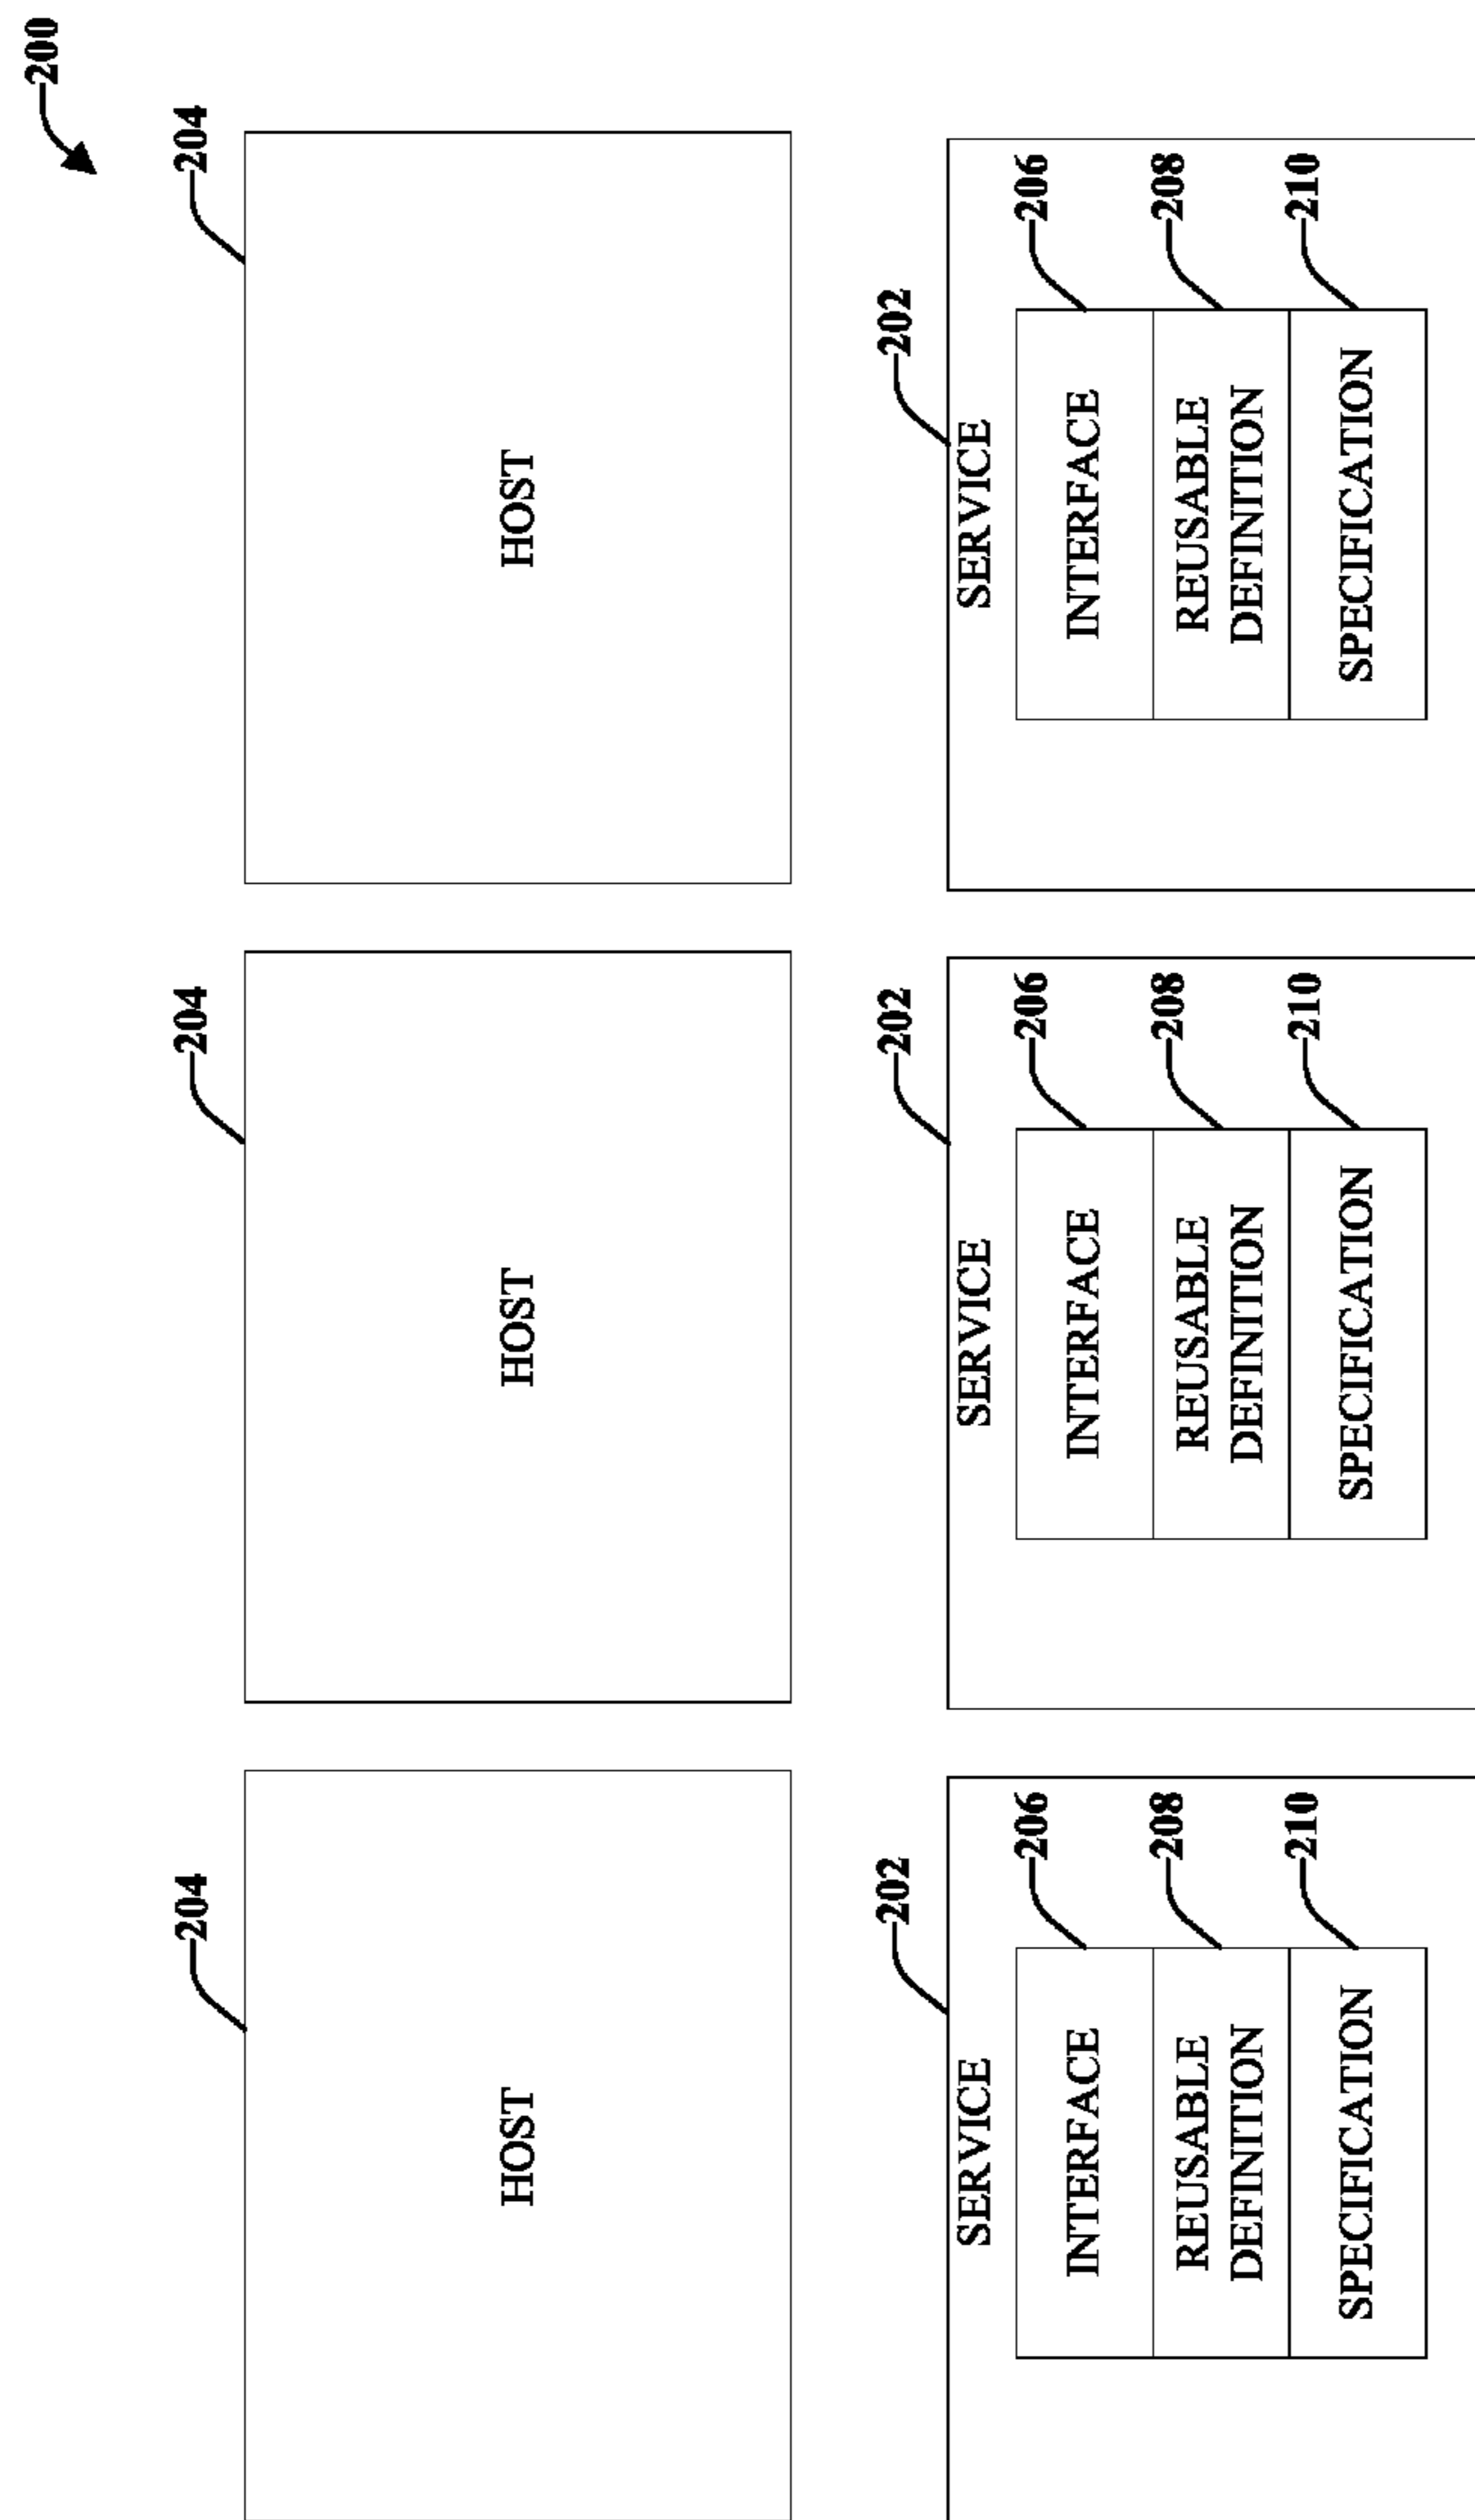 200
204
204
204
HOST
HOST
HOST
202
202
202
SERVICE
SERVICE
SERVICE
206
206
206
INTERFACE
INTERFACE
INTERFACE
208
208
208
REUSABLE
DEFINITION
REUSABLE
DEFINITION
REUSABLE
DEFINITION
210
210
210
SPECIFICATION
SPECIFICATION
SPECIFICATION